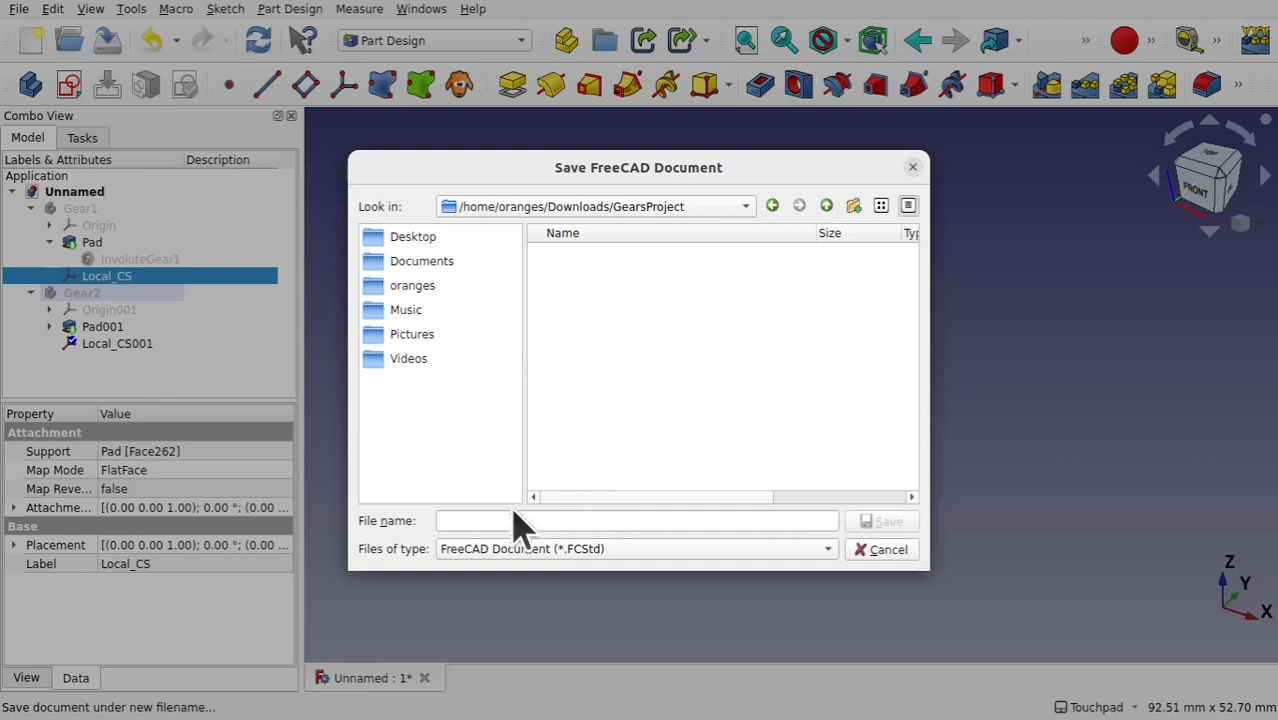 File Edit View Tools Macro Sketch Part Design Measure Windows Help
Part Design
Combo View
Model Tasks
Labels & Attributes Description
Application
Unnamed
Gear1
Origin
Pad
InvoluteGear1
Local_CS
Gear2
Origin001
Pad001
Local_CS001
Property Value
Attachment
Support Pad [Face262]
Map Mode FlatFace
Map Reve... false
Attachme... [(0.00 0.00 1.00); 0.00 °; (0.00 ...
Base
Placement [(0.00 0.00 1.00); 0.00 °; (0.00 ...
Label Local_CS
View Data
Save document under new filename...
Save FreeCAD Document
Look in: /home/oranges/Downloads/GearsProject
Name Size Typ
Desktop
Documents
oranges
Music
Pictures
Videos
File name: Save
Files of type: FreeCAD Document (*.FCStd) Cancel
FRONT
Z
Y
X
Unnamed : 1*
Touchpad 92.51 mm x 52.70 mm